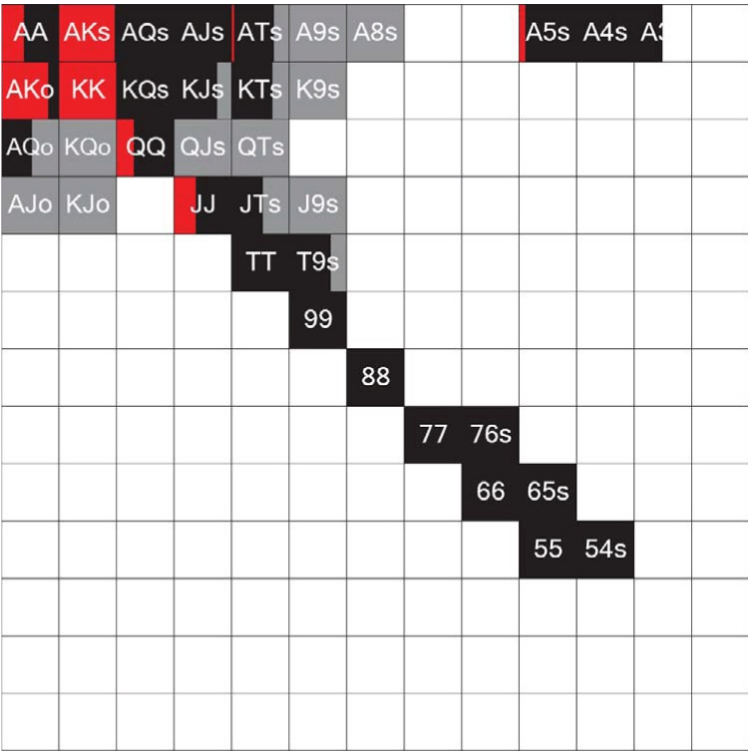 AA AKs AQs AJs ATs A9s A8s A5s A4s A3
AKo KK KQs KJs KTs K9s
AQo KQo QQ QJs QTs
AJo KJo JJ JTs J9s
TT T9s
99
88
77 76s
66 65s
55 54s